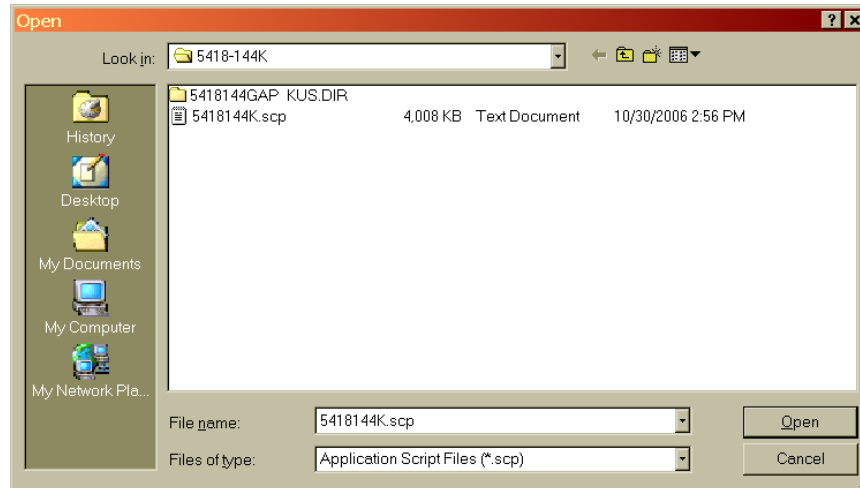 Open
Look in: 5418-144K
5418144GAP KUS.DIR
5418144K.scp 4,008 KB Text Document 10/30/2006 2:56 PM
History
Desktop
My Documents
My Computer
My Network Pla...
File name: 5418144K.scp Open
Files of type: Application Script Files (*.scp) Cancel